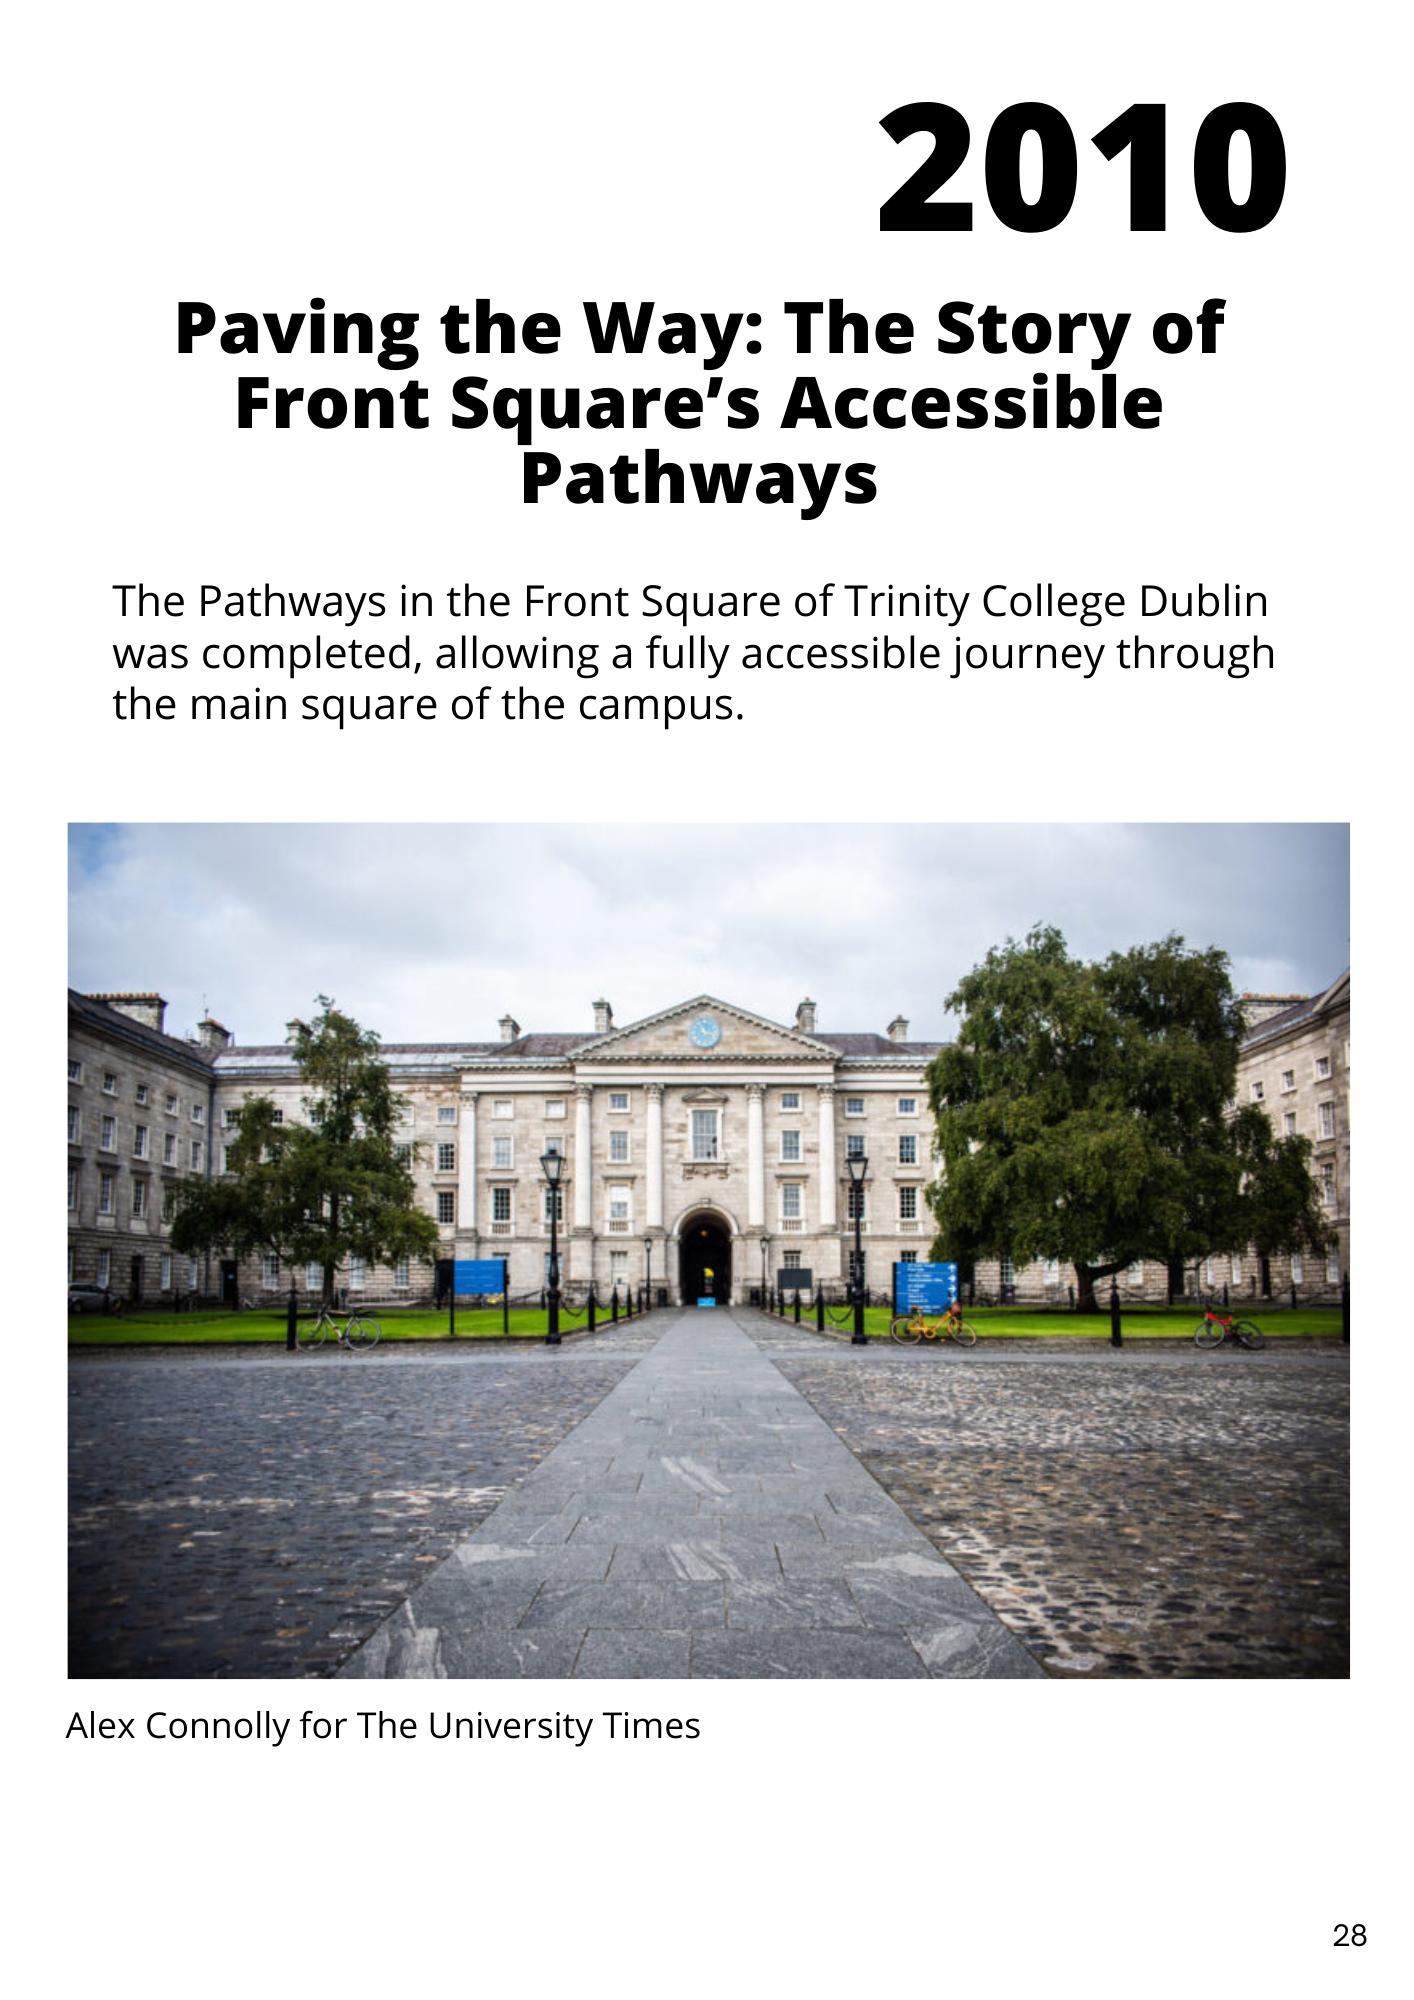 2010
Paving the Way: The Story of
Front Square’s Accessible
Pathways
The Pathways in the Front Square of Trinity College Dublin
was completed, allowing a fully accessible journey through
the main square of the campus.
Alex Connolly for The University Times
28